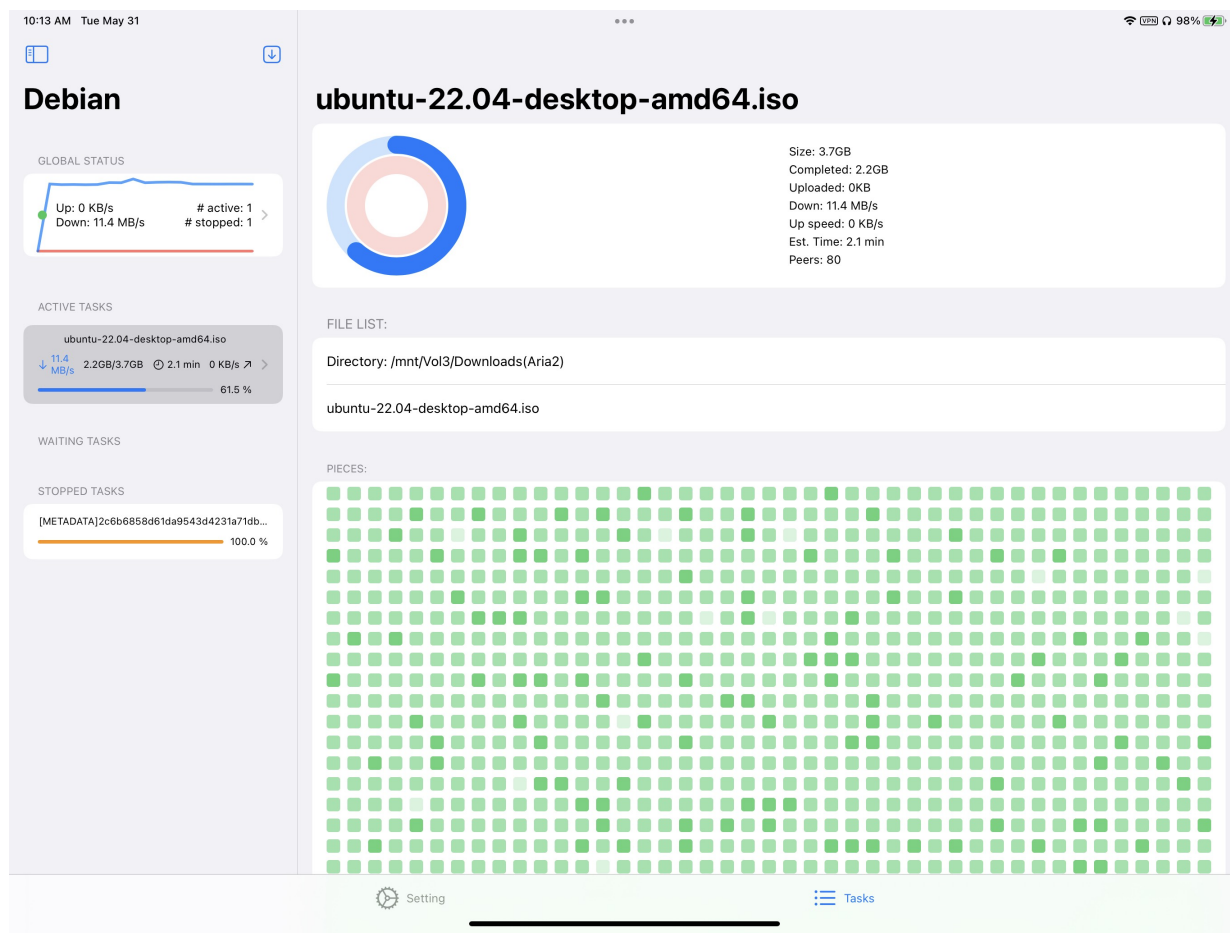 10:13 AM Tue May 31
VPN 98%
Debian
GLOBAL STATUS
Up: 0 KB/s # active: 1
Down: 11.4 MB/s # stopped: 1
ACTIVE TASKS
ubuntu-22.04-desktop-amd64.iso
11.4 MB/s 2.2GB/3.7GB 2.1 min 0 KB/s
61.5 %
WAITING TASKS
STOPPED TASKS
[METADATA]2c6b6858d61da9543d4231a71db...
100.0 %
ubuntu-22.04-desktop-amd64.iso
Size: 3.7GB
Completed: 2.2GB
Uploaded: 0KB
Down: 11.4 MB/s
Up speed: 0 KB/s
Est. Time: 2.1 min
Peers: 80
FILE LIST:
Directory: /mnt/Vol3/Downloads(Aria2)
ubuntu-22.04-desktop-amd64.iso
PIECES:
Setting
Tasks